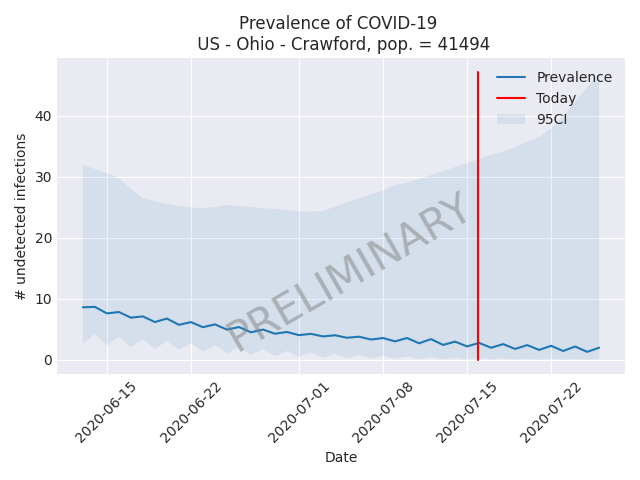 Prevalence of COVID-19
US - Ohio - Crawford, pop. = 41494
Prevalence
Today
95CI
# undetected infections
40
30
20
10
0
PRELIMINARY
2020-06-15
2020-06-22
2020-07-01
2020-07-08
2020-07-15
2020-07-22
Date